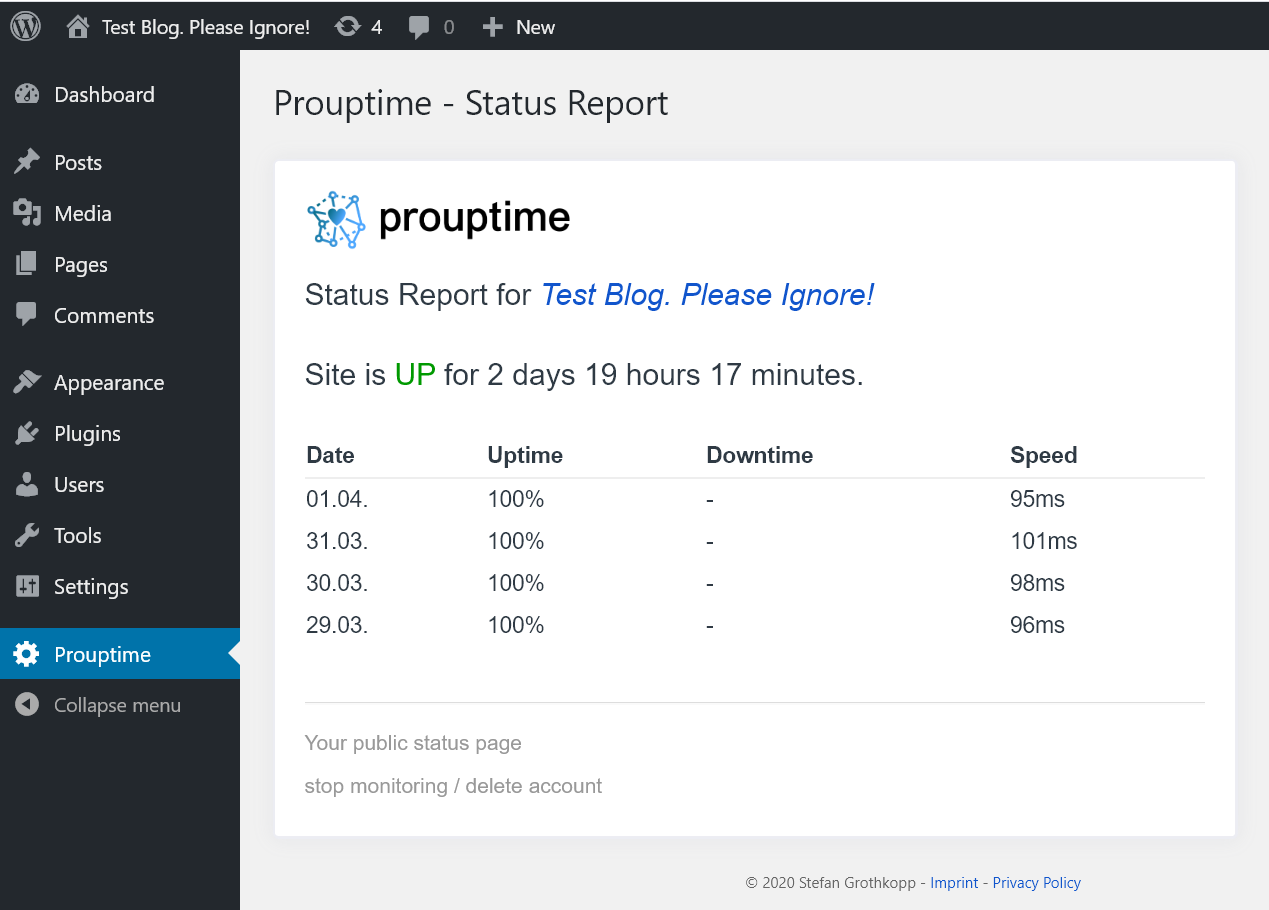 Test Blog. Please Ignore! 4 0 New
Dashboard
Posts
Media
Pages
Comments
Appearance
Plugins
Users
Tools
Settings
Prouptime
Collapse menu
Prouptime - Status Report
prouptime
Status Report for Test Blog. Please Ignore!
Site is UP for 2 days 19 hours 17 minutes.
Date Uptime Downtime Speed
01.04. 100% - 95ms
31.03. 100% - 101ms
30.03. 100% - 98ms
29.03. 100% - 96ms
Your public status page
stop monitoring / delete account
© 2020 Stefan Grothkopp - Imprint - Privacy Policy